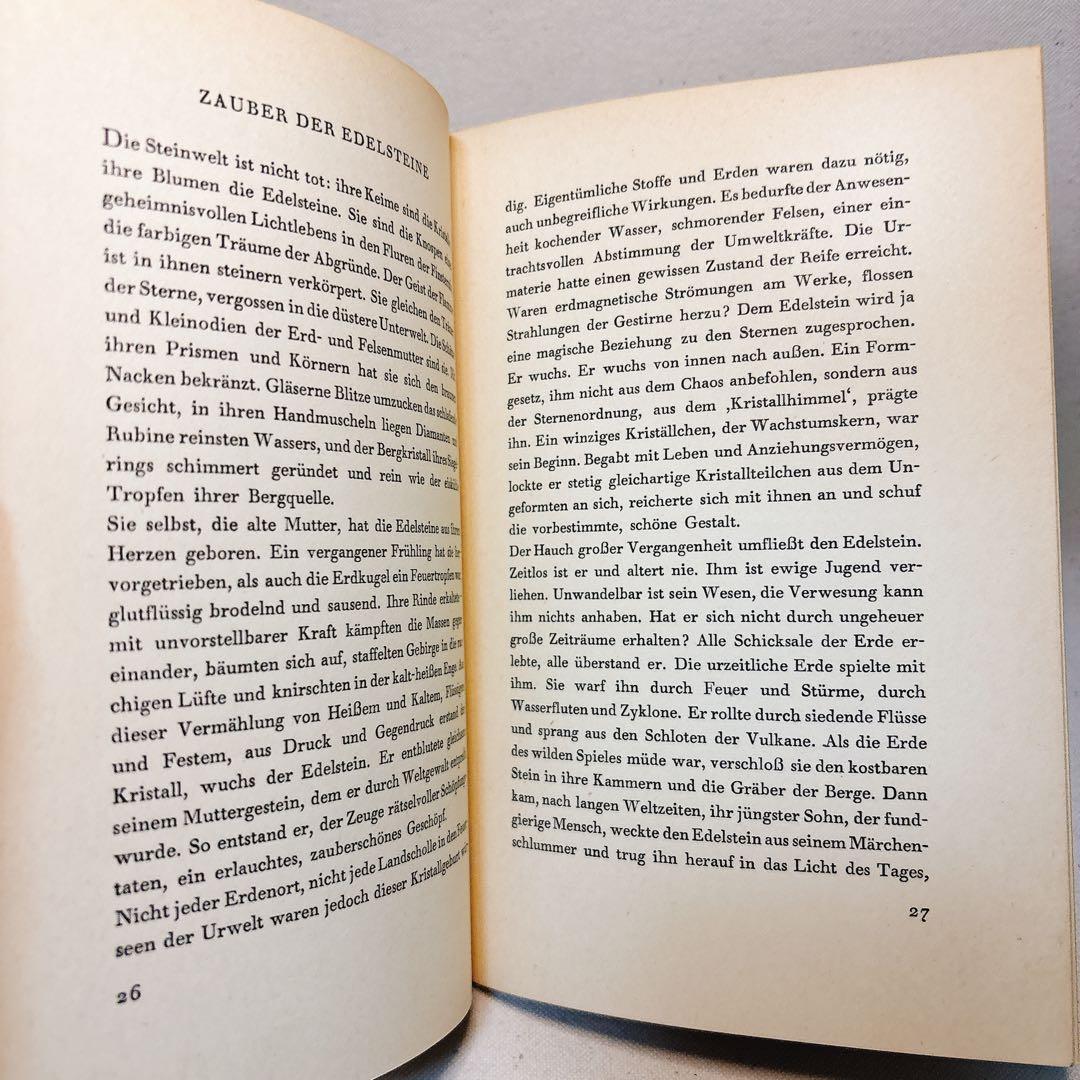 ZAUBER DER EDELSTEINE
Die Steinwelt ist nicht tot: ihre Keime sind die
ihre Blumen die Edelsteine. Sie sind die Knospen
geheimnisvollen Lichtlebens in den Fluren der
die farbigen Träume der Abgründe. Der Geist der
ist in ihnen steinern verkörpert. Sie gleichen den
der Sterne, vergossen in die düstere Unterwelt. Die
und Kleinodien der Erd- und Felsenmutter sind sie.
ihren Prismen und Körnern hat sie sich den
Nacken bekränzt. Gläserne Blitze umzucken das
Gesicht, in ihren Handmuscheln liegen Diamanten
Rubine reinsten Wassers, und der Bergkristall ihres
rings schimmert geründet und rein wie der
Tropfen ihrer Bergquelle.
Sie selbst, die alte Mutter, hat die Edelsteine aus ihrem
Herzen geboren. Ein vergangener Frühling hat sie
vorgetrieben, als auch die Erdkugel ein Feuertropfen
glutflüssig brodelnd und sausend. Ihre Rinde
mit unvorstellbarer Kraft kämpften die Massen
einander, bäumten sich auf, staffelten Gebirge in die
chigen Lüfte und knirschten in der kalt-heißen Enge.
dieser Vermählung von Heißem und Kaltem,
und Festem, aus Druck und Gegendruck erstand der
Kristall, wuchs der Edelstein. Er entblutete
seinem Muttergestein, dem er durch Weltgewalt
wurde. So entstand er, der Zeuge rätselvoller
taten, ein erlauchtes, zauberschönes Geschöpf.
Nicht jeder Erdenort, nicht jede Landscholle in den
seen der Urwelt waren jedoch dieser Kristallgeburt
26
dig. Eigentümliche Stoffe und Erden waren dazu nötig,
auch unbegreifliche Wirkungen. Es bedurfte der Anwesen-
heit kochender Wasser, schmorender Felsen, einer ein-
trachtsvollen Abstimmung der Umweltkräfte. Die Ur-
materie hatte einen gewissen Zustand der Reife erreicht.
Waren erdmagnetische Strömungen am Werke, flossen
Strahlungen der Gestirne herzu? Dem Edelstein wird ja
eine magische Beziehung zu den Sternen zugesprochen.
Er wuchs. Er wuchs von innen nach außen. Ein Form-
gesetz, ihm nicht aus dem Chaos anbefohlen, sondern aus
der Sternenordnung, aus dem ‚Kristallhimmel‘, prägte
ihn. Ein winziges Kriställchen, der Wachstumskern, war
sein Beginn. Begabt mit Leben und Anziehungsvermögen,
lockte er stetig gleichartige Kristallteilchen aus dem Un-
geformten an sich, reicherte sich mit ihnen an und schuf
die vorbestimmte, schöne Gestalt.
Der Hauch großer Vergangenheit umfließt den Edelstein.
Zeitlos ist er und altert nie. Ihm ist ewige Jugend ver-
liehen. Unwandelbar ist sein Wesen, die Verwesung kann
ihm nichts anhaben. Hat er sich nicht durch ungeheuer
große Zeiträume erhalten? Alle Schicksale der Erde er-
lebte, alle überstand er. Die urzeitliche Erde spielte mit
ihm. Sie warf ihn durch Feuer und Stürme, durch
Wasserfluten und Zyklone. Er rollte durch siedende Flüsse
und sprang aus den Schloten der Vulkane. Als die Erde
des wilden Spieles müde war, verschloß sie den kostbaren
Stein in ihre Kammern und die Gräber der Berge. Dann
kam, nach langen Weltzeiten, ihr jüngster Sohn, der fund-
gierige Mensch, weckte den Edelstein aus seinem Märchen-
schlummer und trug ihn herauf in das Licht des Tages,
27